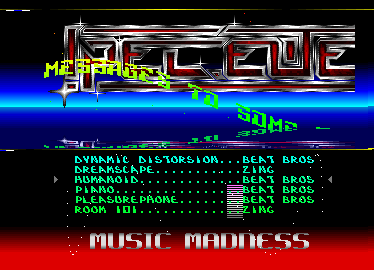 MESSAGES TO SOME -
DYNAMIC DISTORSION...BEAT BROS
DREAMSCAPE..........ZING
HUMANOID............BEAT BROS
PIANO...............BEAT BROS
PLEASUREPHONE.......BEAT BROS
ROOM 101............ZING
MUSIC MADNESS